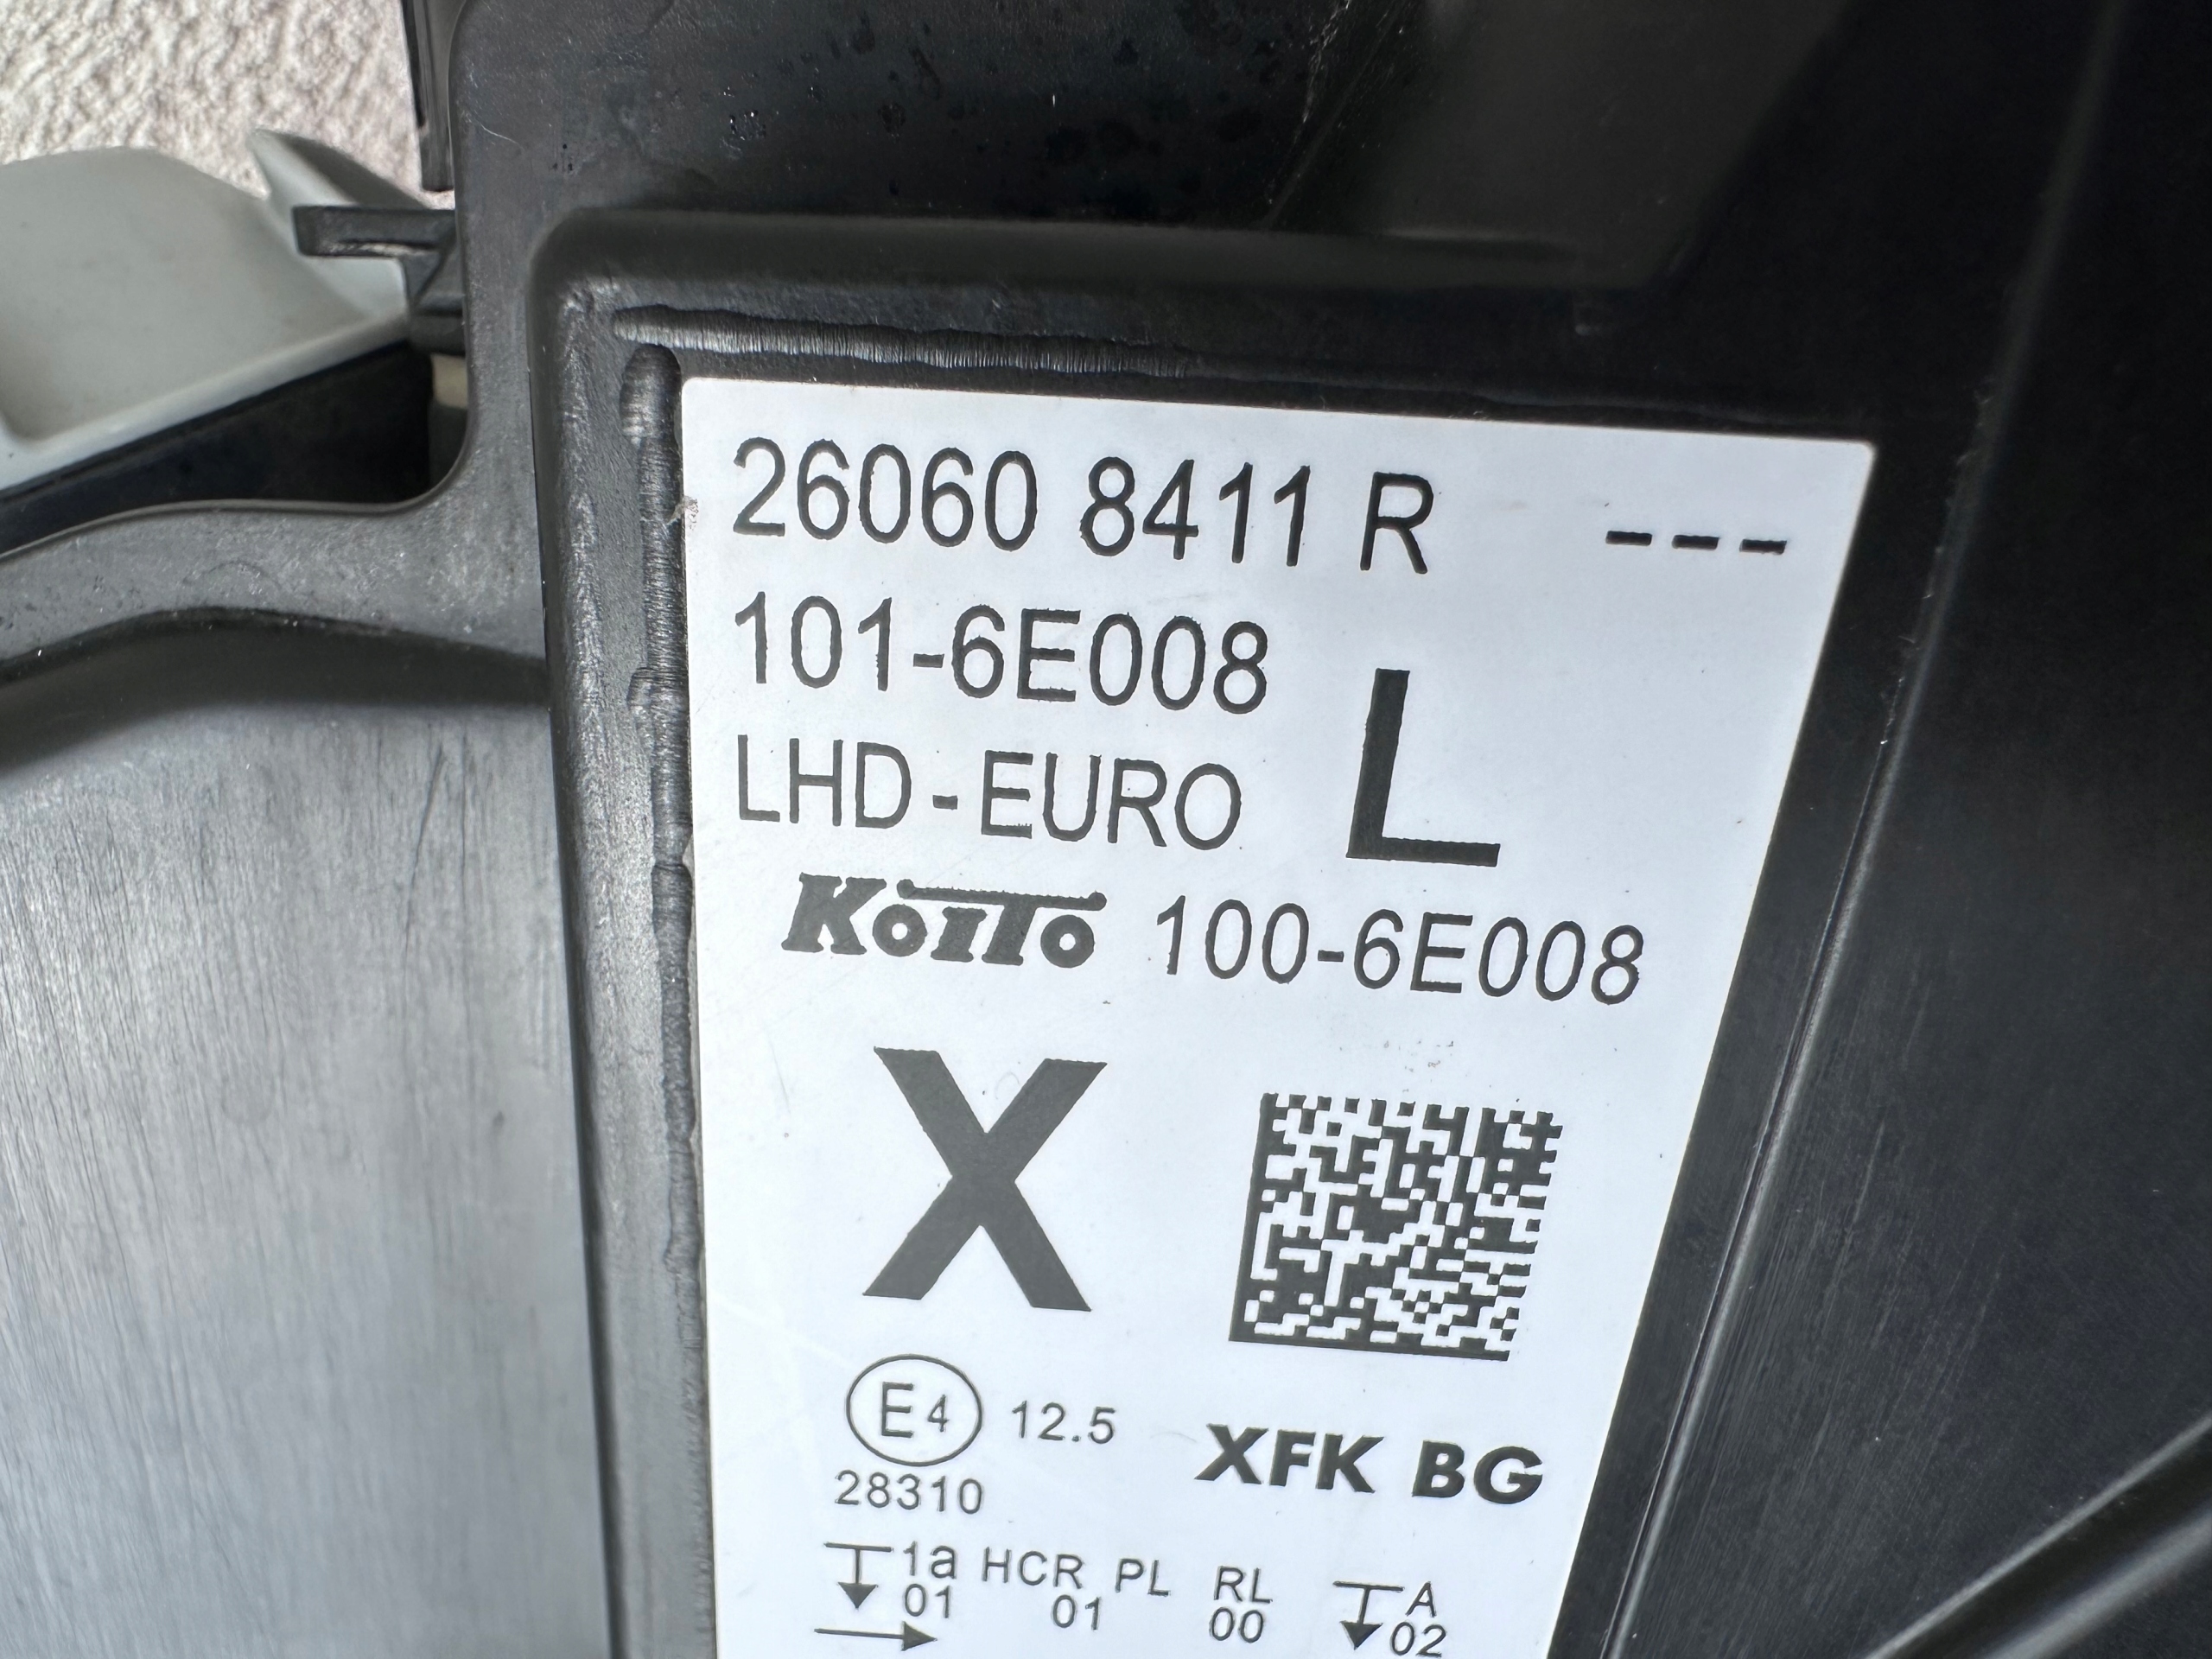 26060 8411 R ---
101-6E008
L
LHD-EURO
KOITO 100-6E008
X
E4 12.5 XFK BG
28310
1a HCR PL RL A
01 01 00 02